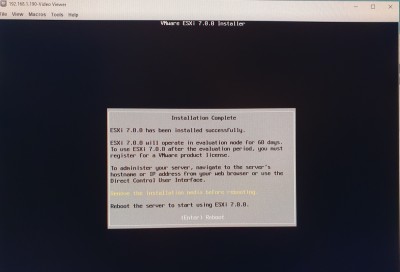 192.168.1.190-Video Viewer
File View Macros Tools Help
VMware ESXi 7.0.0 Installer
Installation Complete
ESXi 7.0.0 has been installed successfully.
ESXi 7.0.0 will operate in evaluation mode for 60 days.
To use ESXi 7.0.0 after the evaluation period, you must
register for a VMware product license.
To administer your server, navigate to the server's
hostname or IP address from your web browser or use the
Direct Control User Interface.
Remove the installation media before rebooting.
Reboot the server to start using ESXi 7.0.0.
(Enter) Reboot